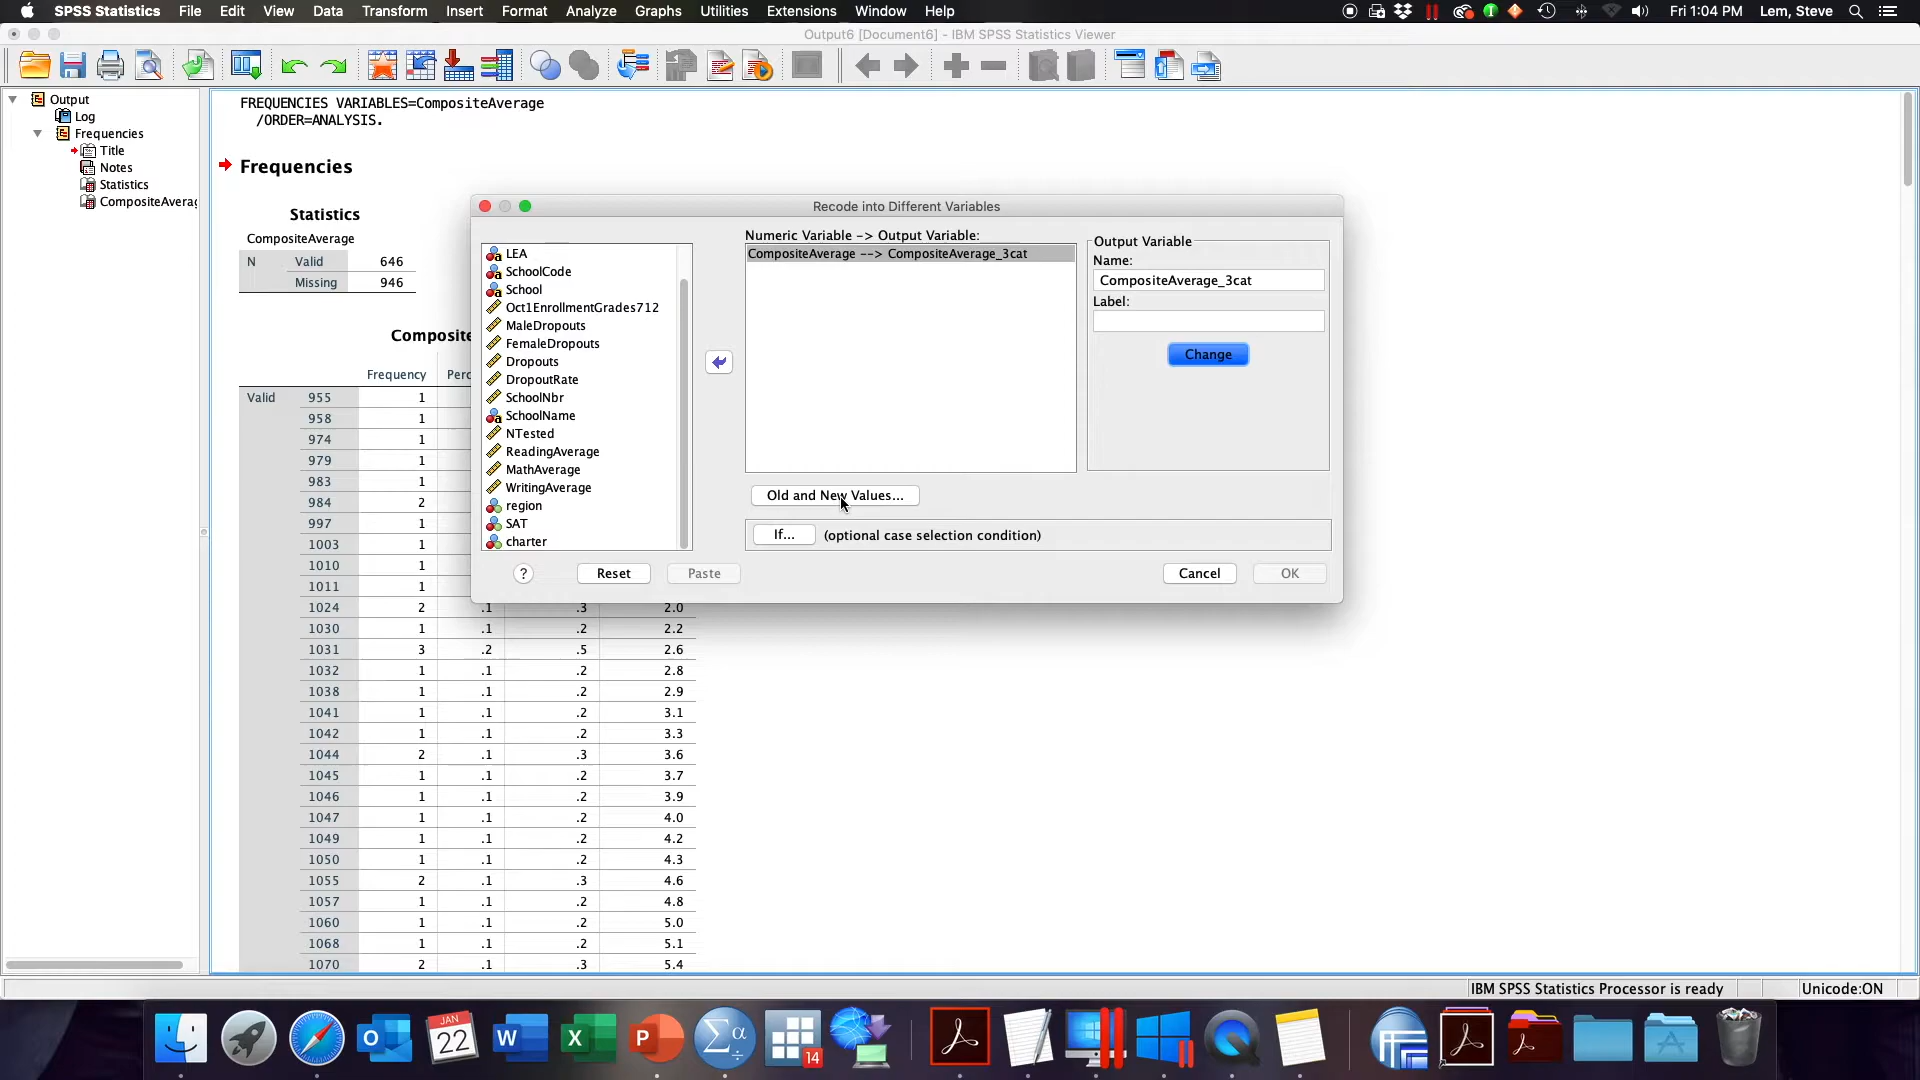 SPSS Statistics File Edit View Data Transform Insert Format Analyze Graphs Utilities Extensions Window Help Fri 1:04 PM Lem, Steve
Output6 [Document6] - IBM SPSS Statistics Viewer
Output
Log
Frequencies
Title
Notes
Statistics
CompositeAverag
FREQUENCIES VARIABLES=CompositeAverage
/ORDER=ANALYSIS.
Frequencies
Statistics
CompositeAverage
N Valid 646
Missing 946
Composite
Frequency Perc
Valid 955 1
958 1
974 1
979 1
983 1
984 2
997 1
1003 1
1010 1
1011 1
1024 2 .1 .3 2.0
1030 1 .1 .2 2.2
1031 3 .2 .5 2.6
1032 1 .1 .2 2.8
1038 1 .1 .2 2.9
1041 1 .1 .2 3.1
1042 1 .1 .2 3.3
1044 2 .1 .3 3.6
1045 1 .1 .2 3.7
1046 1 .1 .2 3.9
1047 1 .1 .2 4.0
1049 1 .1 .2 4.2
1050 1 .1 .2 4.3
1055 2 .1 .3 4.6
1057 1 .1 .2 4.8
1060 1 .1 .2 5.0
1068 1 .1 .2 5.1
1070 2 .1 .3 5.4
Recode into Different Variables
LEA
SchoolCode
School
Oct1EnrollmentGrades712
MaleDropouts
FemaleDropouts
Dropouts
DropoutRate
SchoolNbr
SchoolName
NTested
ReadingAverage
MathAverage
WritingAverage
region
SAT
charter
Numeric Variable -> Output Variable:
CompositeAverage --> CompositeAverage_3cat
Output Variable
Name:
CompositeAverage_3cat
Label:
Change
Old and New Values...
If... (optional case selection condition)
? Reset Paste Cancel OK
IBM SPSS Statistics Processor is ready Unicode:ON
JAN
22
14